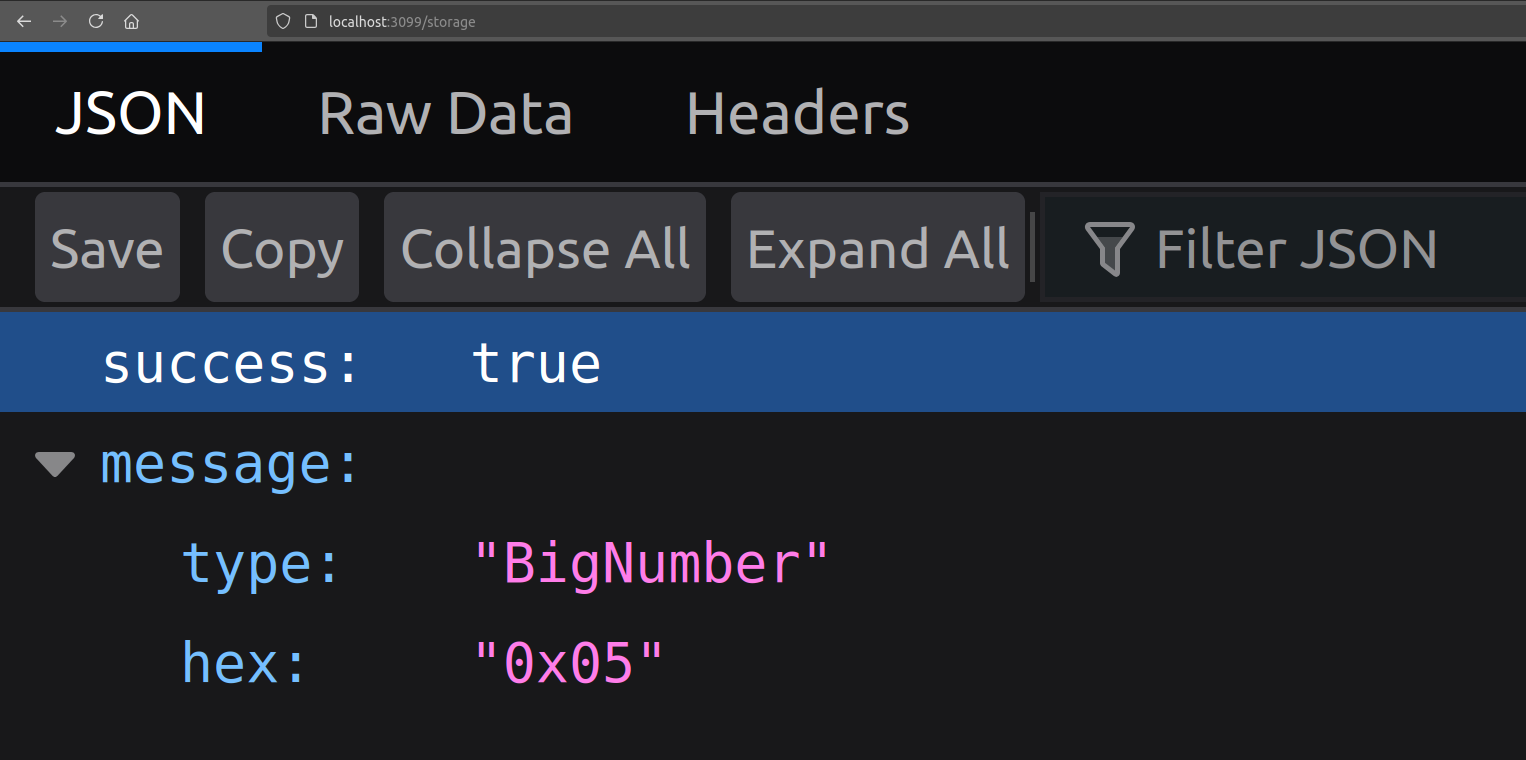 localhost:3099/storage
JSON Raw Data Headers
Save Copy Collapse All Expand All Filter JSON
success: true
message:
type: "BigNumber"
hex: "0x05"